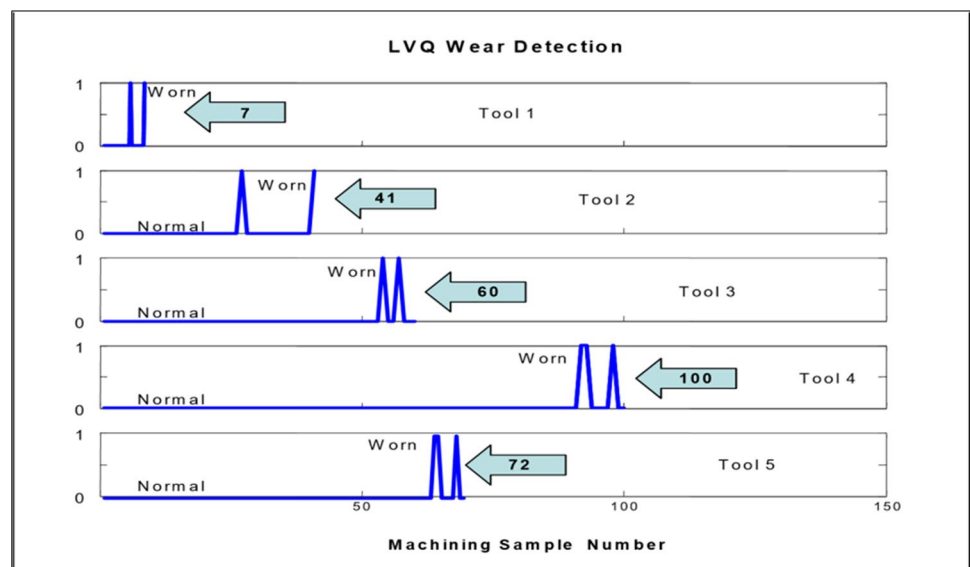 LVQ Wear Detection
1
Worn
7
Tool 1
0
1
Worn
41
Tool 2
Normal
0
1
Worn
60
Tool 3
Normal
0
1
Worn
100
Tool 4
Normal
0
1
Worn
72
Tool 5
Normal
0
50 100 150
Machining Sample Number